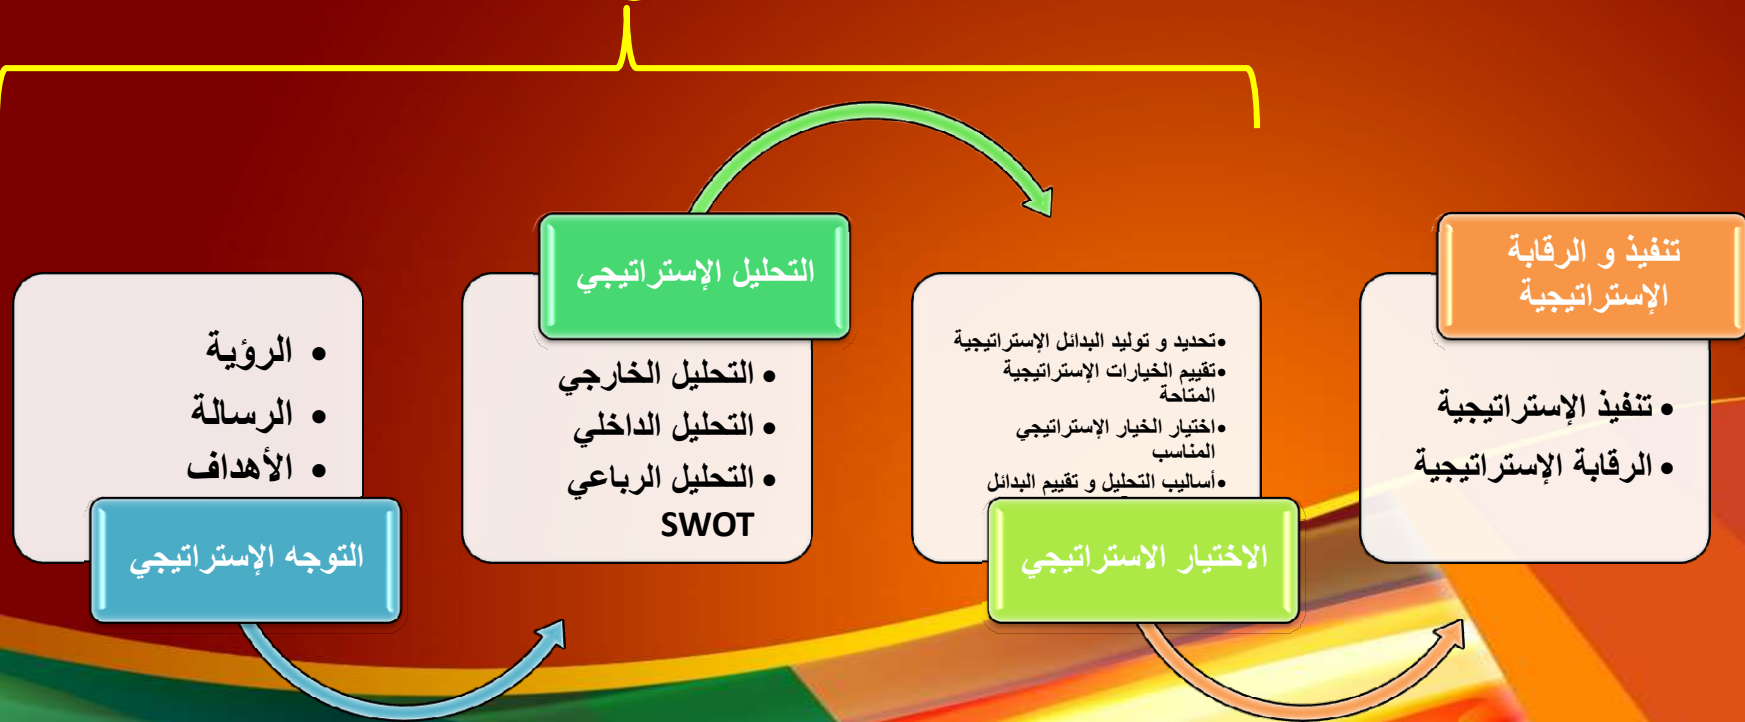 • الرؤية
• الرسالة
• الأهداف
التوجه الإستراتيجي
التحليل الإستراتيجي
• التحليل الخارجي
• التحليل الداخلي
• التحليل الرباعي
SWOT
•تحديد و توليد البدائل الإستراتيجية
•تقييم الخيارات الإستراتيجية
المتاحة
•اختيار الخيار الإستراتيجي
المناسب
•أساليب التحليل و تقييم البدائل
الاختيار الاستراتيجي
تنفيذ و الرقابة
الإستراتيجية
• تنفيذ الإستراتيجية
• الرقابة الإستراتيجية